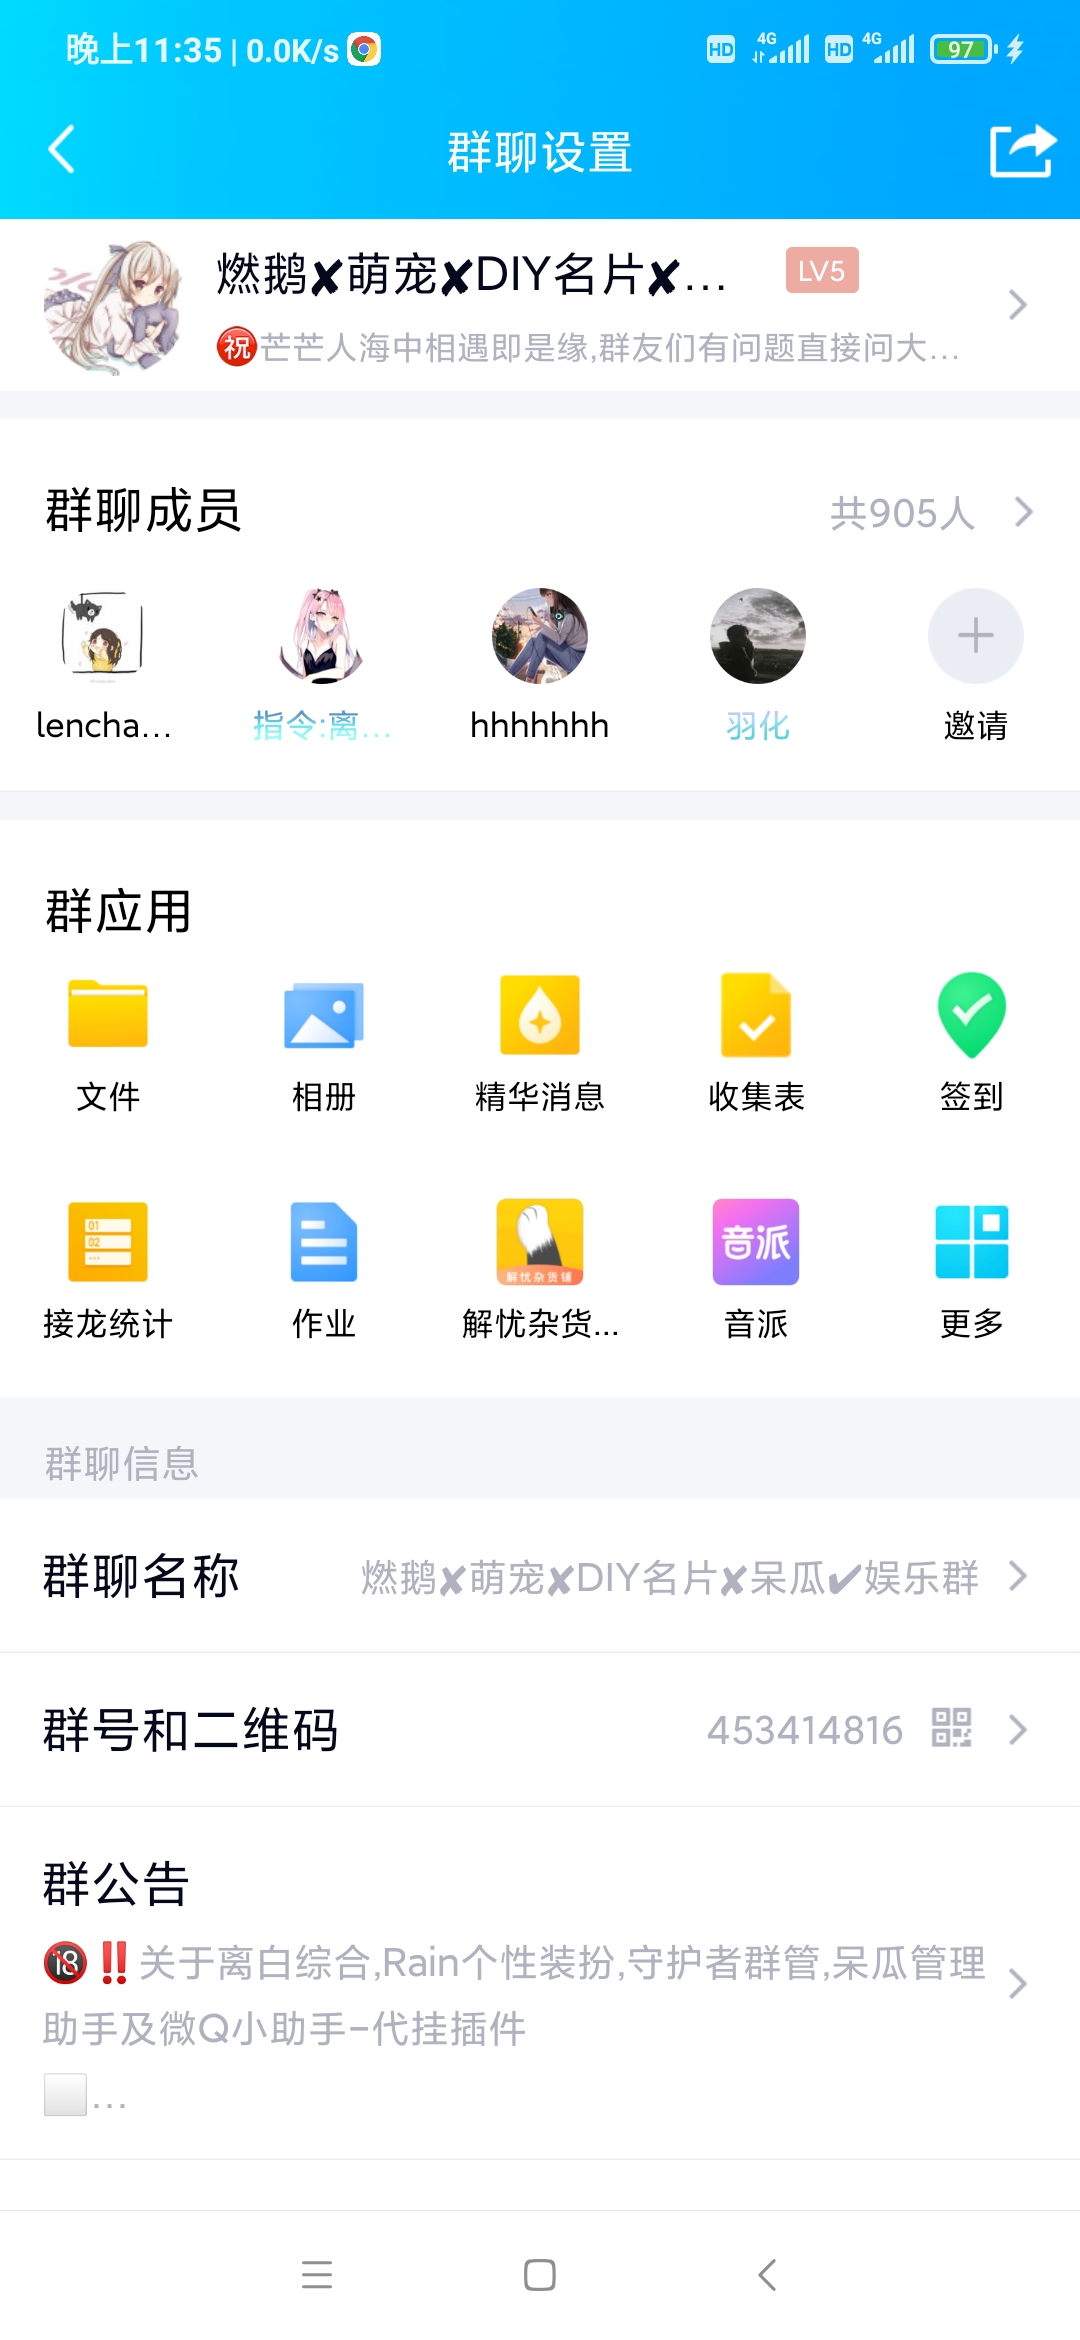 晚上11:35 | 0.0K/s
HD 4G HD 4G 97
群聊设置
燃鹅✘萌宠✘DIY名片✘...
LV5
㊗️芒芒人海中相遇即是缘,群友们有问题直接问大...
群聊成员
共905人
lencha...
指令:离...
hhhhhhh
羽化
邀请
群应用
文件
相册
精华消息
收集表
签到
01
02
解忧杂货铺
音派
接龙统计
作业
解忧杂货...
音派
更多
群聊信息
群聊名称
燃鹅✘萌宠✘DIY名片✘呆瓜✔娱乐群
群号和二维码
453414816
群公告
🔞‼️关于离白综合,Rain个性装扮,守护者群管,呆瓜管理
助手及微Q小助手-代挂插件
⬜...